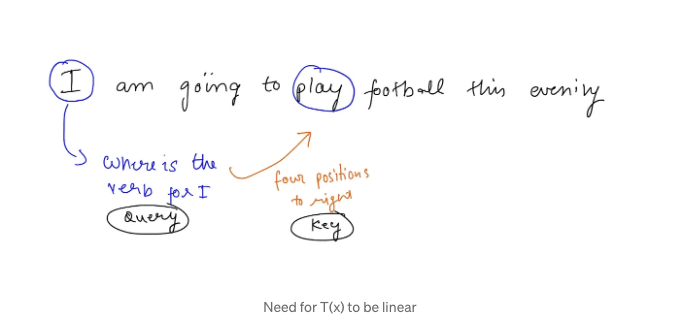 I am going to play football this evening
where is the
verb for I
four positions
to right
Query
Key
Need for T(x) to be linear